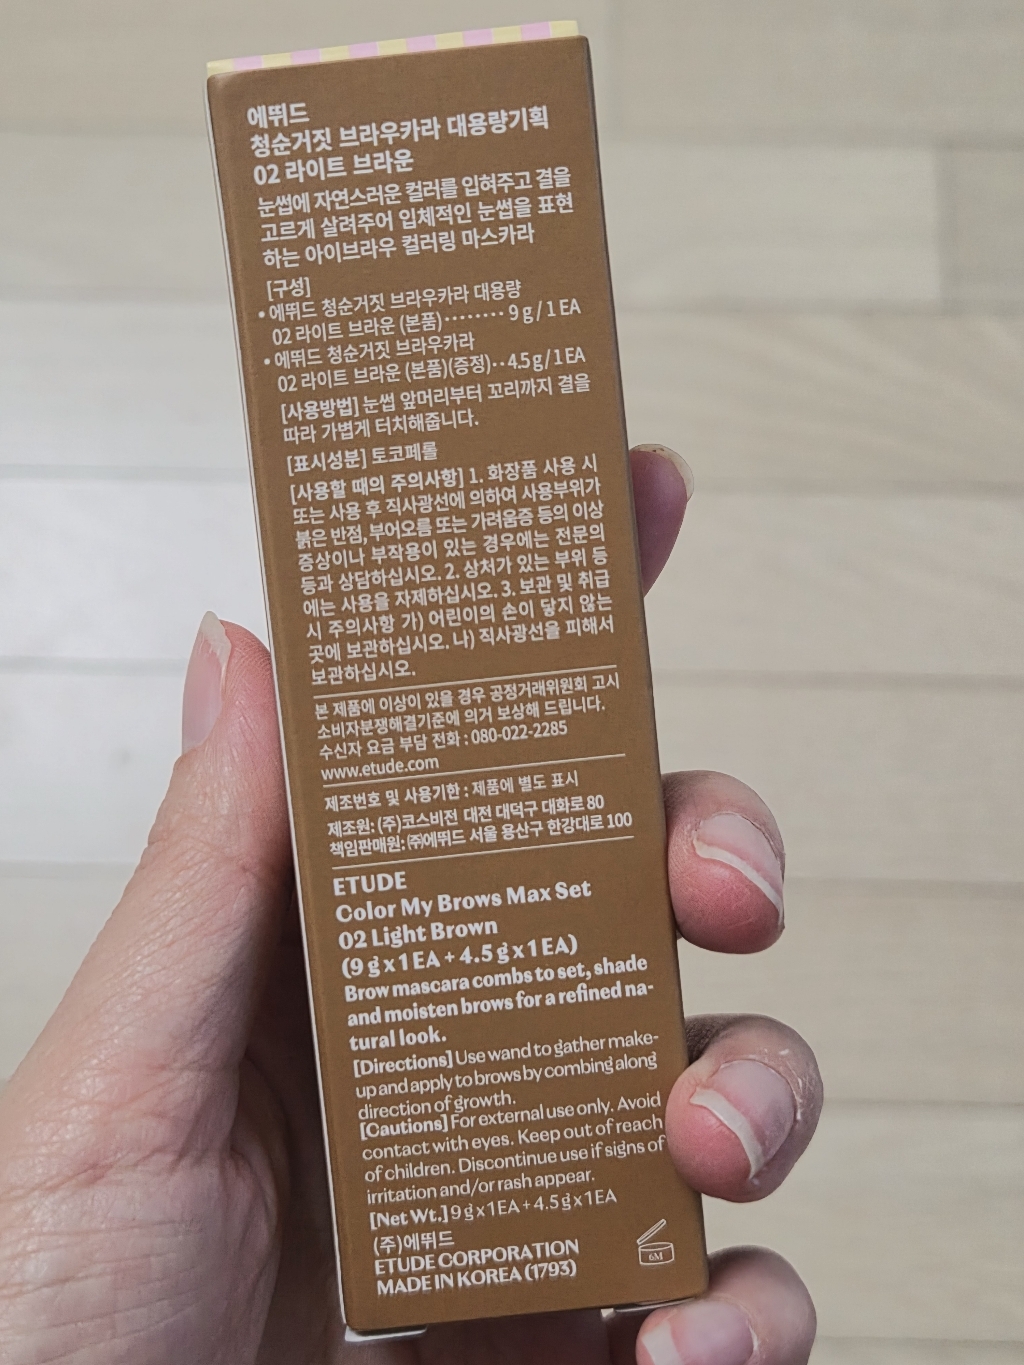 에뛰드
청순거짓 브라우카라 대용량기획
02 라이트 브라운
눈썹에 자연스러운 컬러를 입혀주고 결을
고르게 살려주어 입체적인 눈썹을 표현
하는 아이브라우 컬러링 마스카라
[구성]
• 에뛰드 청순거짓 브라우카라 대용량
02 라이트 브라운 (본품)········ 9 g / 1 EA
• 에뛰드 청순거짓 브라우카라
02 라이트 브라운 (본품)(증정)·· 4.5 g / 1 EA
[사용방법] 눈썹 앞머리부터 꼬리까지 결을
따라 가볍게 터치해줍니다.
[표시성분] 토코페롤
[사용할 때의 주의사항] 1. 화장품 사용 시
또는 사용 후 직사광선에 의하여 사용부위가
붉은 반점, 부어오름 또는 가려움증 등의 이상
증상이나 부작용이 있는 경우에는 전문의
등과 상담하십시오. 2. 상처가 있는 부위 등
에는 사용을 자제하십시오. 3. 보관 및 취급
시 주의사항 가) 어린이의 손이 닿지 않는
곳에 보관하십시오. 나) 직사광선을 피해서
보관하십시오.
본 제품에 이상이 있을 경우 공정거래위원회 고시
소비자분쟁해결기준에 의거 보상해 드립니다.
수신자 요금 부담 전화 : 080-022-2285
www.etude.com
제조번호 및 사용기한 : 제품에 별도 표시
제조원: (주)코스비전 대전 대덕구 대화로 80
책임판매원: ㈜에뛰드 서울 용산구 한강대로 100
ETUDE
Color My Brows Max Set
02 Light Brown
(9 g x 1 EA + 4.5 g x 1 EA)
Brow mascara combs to set, shade
and moisten brows for a refined na-
tural look.
[Directions] Use wand to gather make-
up and apply to brows by combing along
direction of growth.
[Cautions] For external use only. Avoid
contact with eyes. Keep out of reach
of children. Discontinue use if signs of
irritation and/or rash appear.
[Net Wt.] 9 g x 1 EA + 4.5 g x 1 EA
(주)에뛰드
ETUDE CORPORATION
MADE IN KOREA (1793)
6M